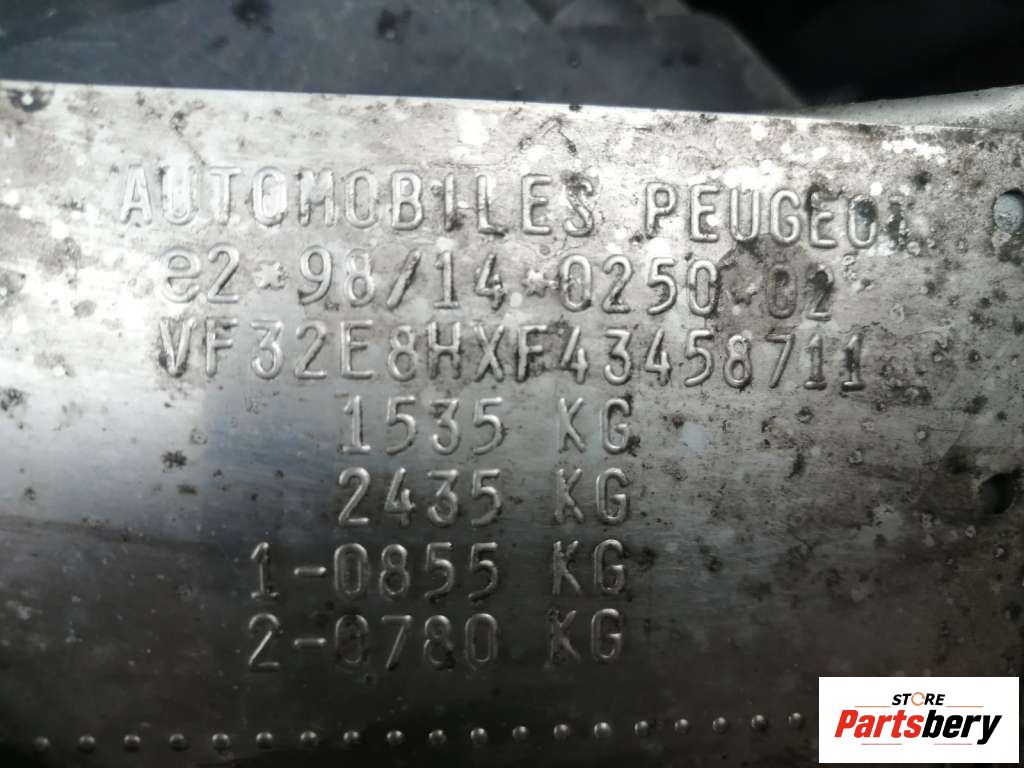 AUTOMOBILES PEUGEOT
e2*98/14*0250*02
VF32E8HXF43458711
1535 KG
2435 KG
1-0855 KG
2-0780 KG
STORE
Partsbery